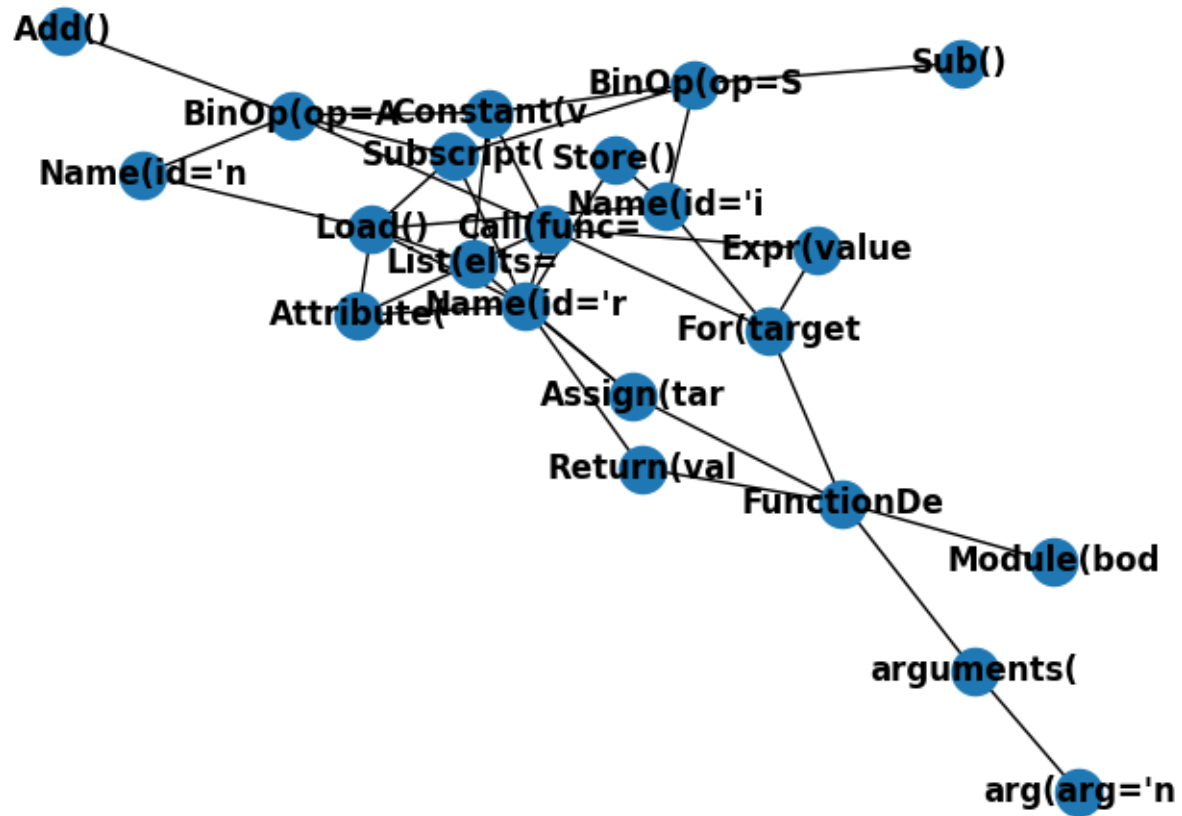 Add()
Sub()
BinOp(op=S
BinOp(op=A
Constant(v
Subscript(
Store()
Name(id='n
Name(id='i
Load()
Call(func=
Expr(value
List(elts=
Attribute(
Name(id='r
For(target
Assign(tar
Return(val
FunctionDe
Module(bod
arguments(
arg(arg='n